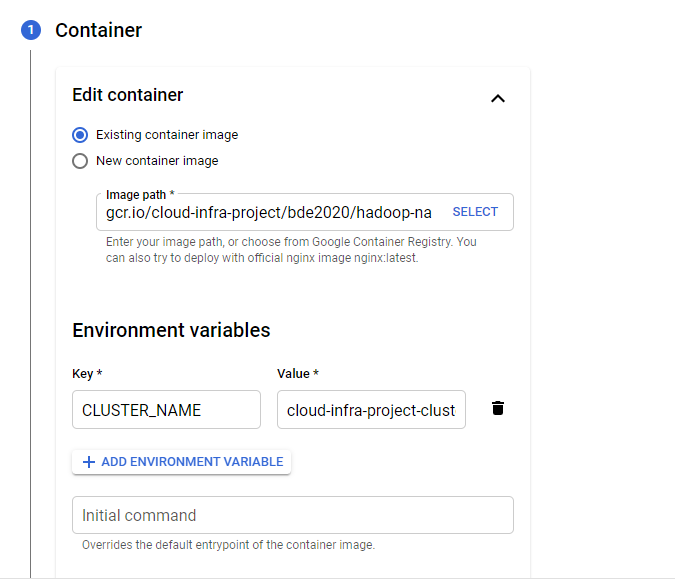 1 Container
Edit container
Existing container image
New container image
Image path *
gcr.io/cloud-infra-project/bde2020/hadoop-na SELECT
Enter your image path, or choose from Google Container Registry. You
can also try to deploy with official nginx image nginx:latest.
Environment variables
Key * Value *
CLUSTER_NAME cloud-infra-project-clust
+ ADD ENVIRONMENT VARIABLE
Initial command
Overrides the default entrypoint of the container image.